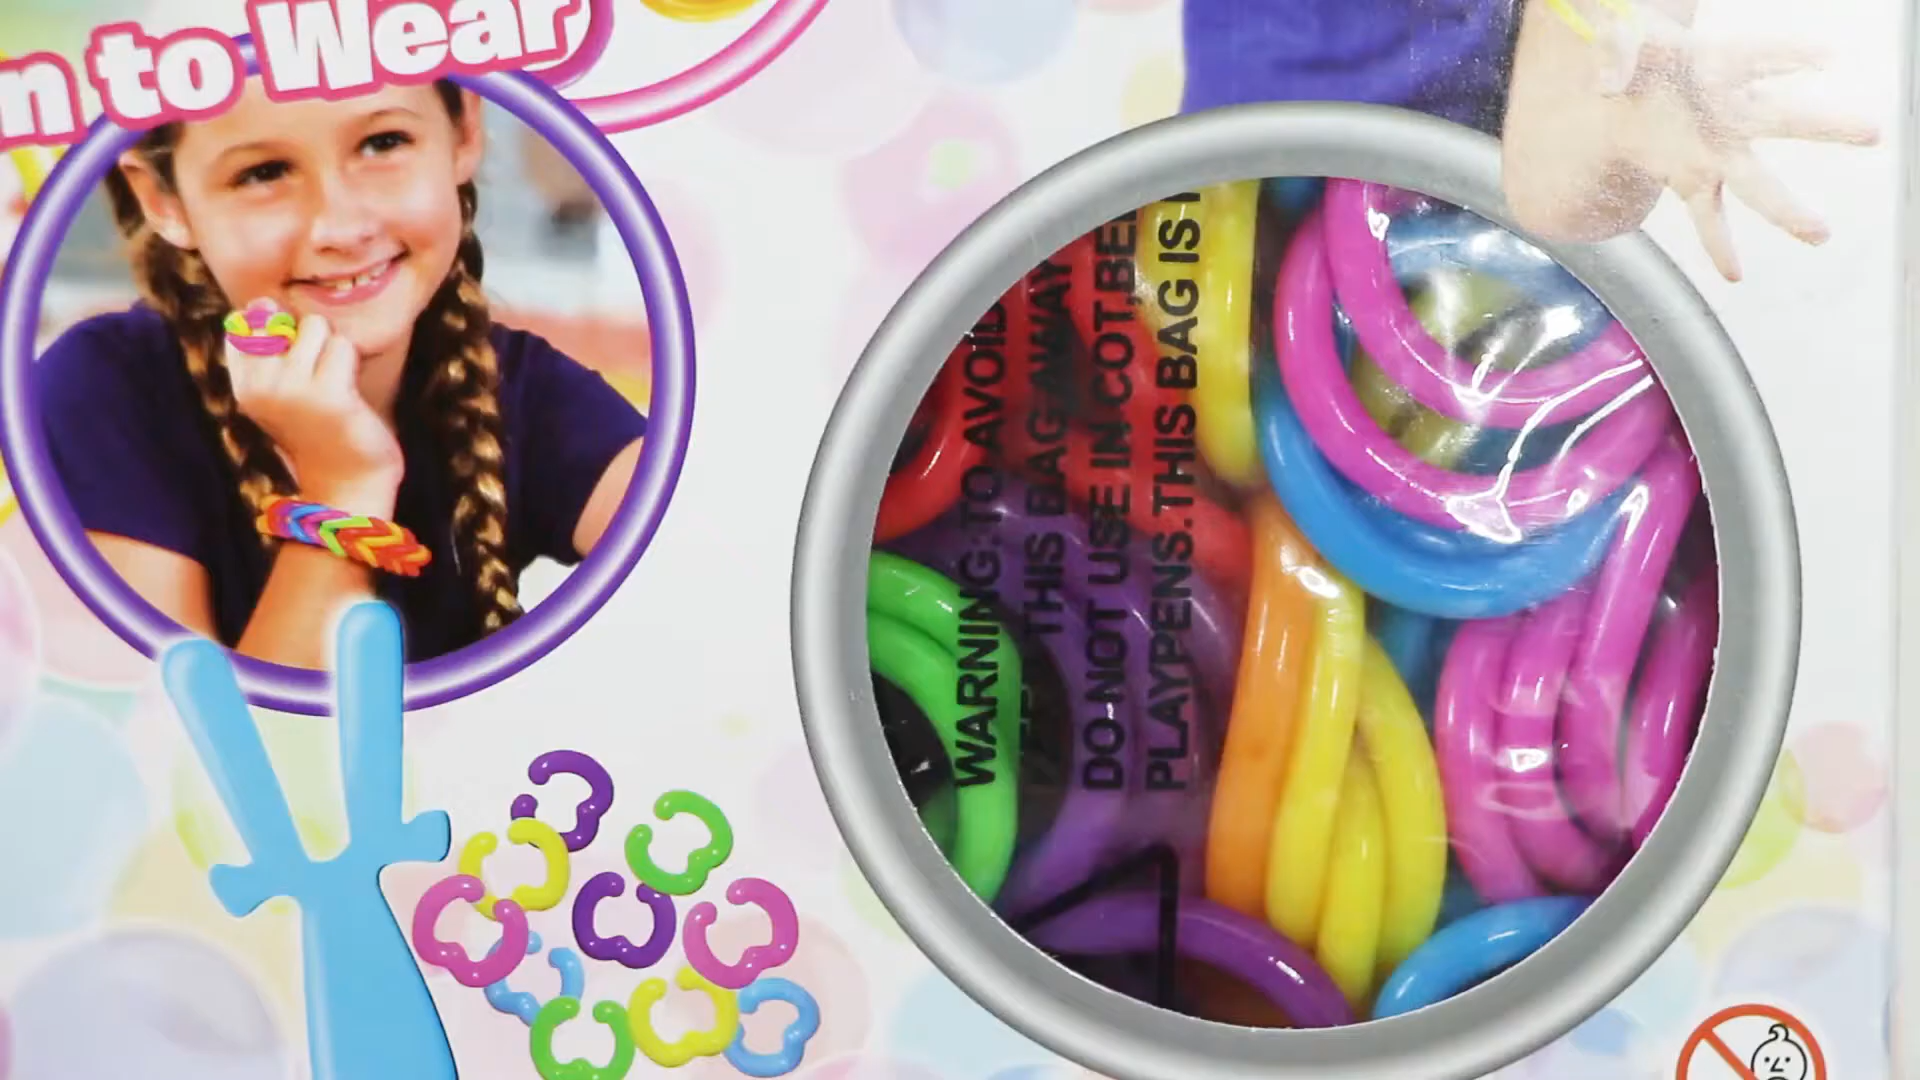 n to Wear
WARNING:TO AVOID
THIS BAG AWAY
DO NOT USE IN COT,BE
PLAYPENS.THIS BAG IS